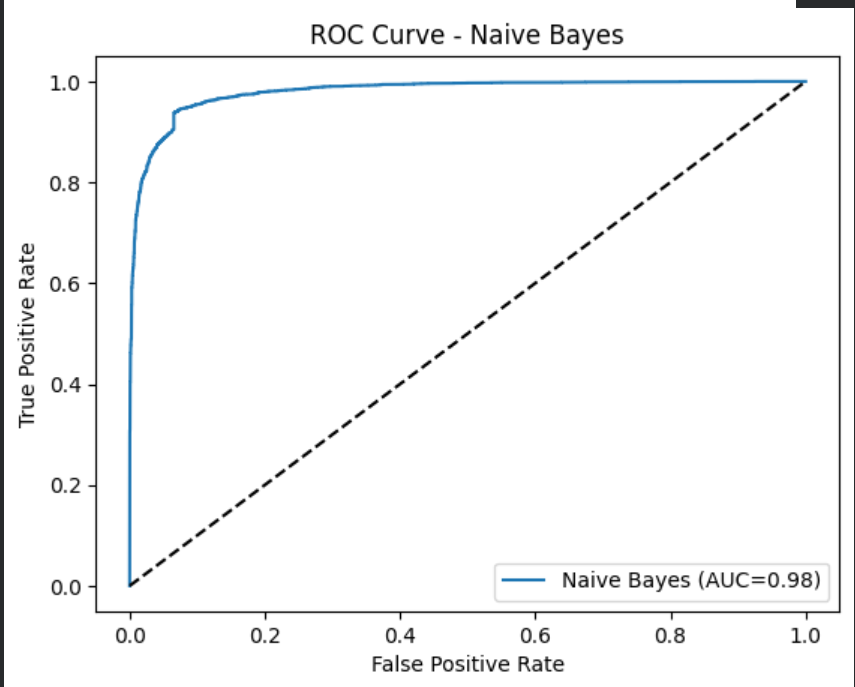 ROC Curve - Naive Bayes
1.0
0.8
0.6
0.4
0.2
0.0
True Positive Rate
Naive Bayes (AUC=0.98)
0.0 0.2 0.4 0.6 0.8 1.0
False Positive Rate